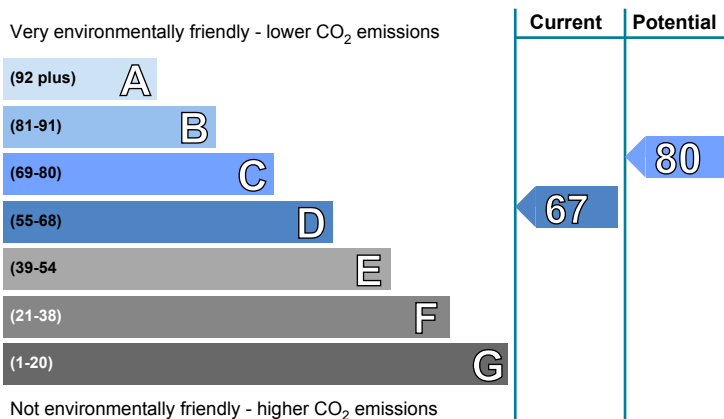 Current Potential
Very environmentally friendly - lower CO2 emissions
(92 plus) A
(81-91) B
(69-80) C
80
(55-68) D
67
(39-54 E
(21-38) F
(1-20) G
Not environmentally friendly - higher CO2 emissions